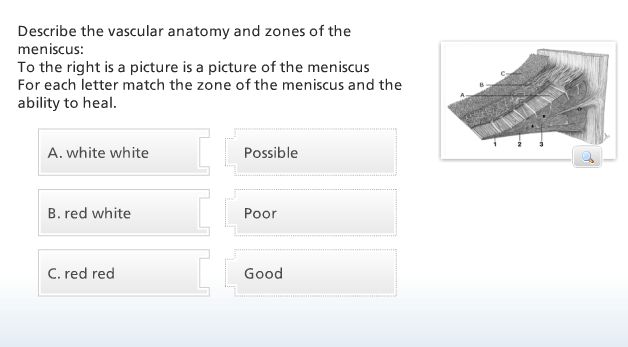 Describe the vascular anatomy and zones of the
meniscus:
To the right is a picture is a picture of the meniscus
For each letter match the zone of the meniscus and the
ability to heal.
A. white white
Possible
B. red white
Poor
C. red red
Good
C
B
A
1 2 3